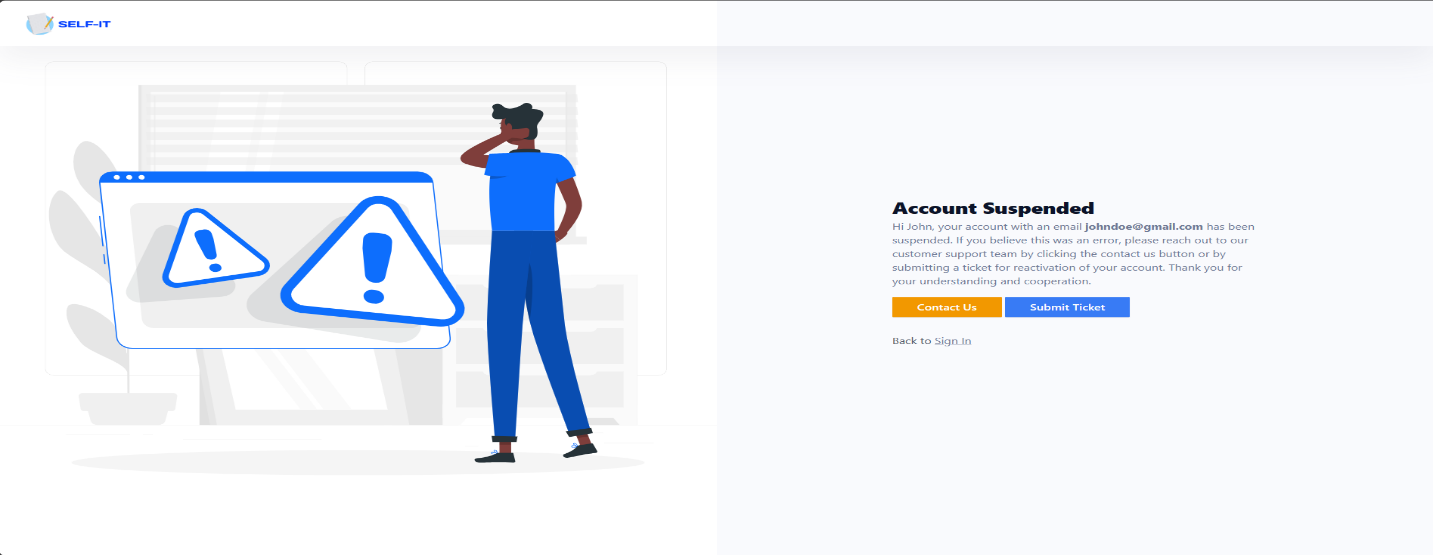 SELF-IT
Account Suspended
Hi John, your account with an email johndoe@gmail.com has been
suspended. If you believe this was an error, please reach out to our
customer support team by clicking the contact us button or by
submitting a ticket for reactivation of your account. Thank you for
your understanding and cooperation.
Contact Us
Submit Ticket
Back to Sign In